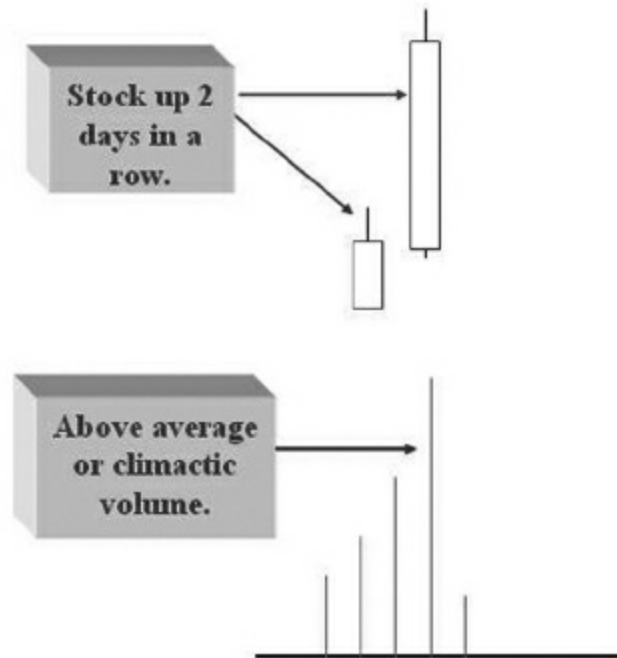 Stock up 2
days in a
row.
Above average
or climactic
volume.